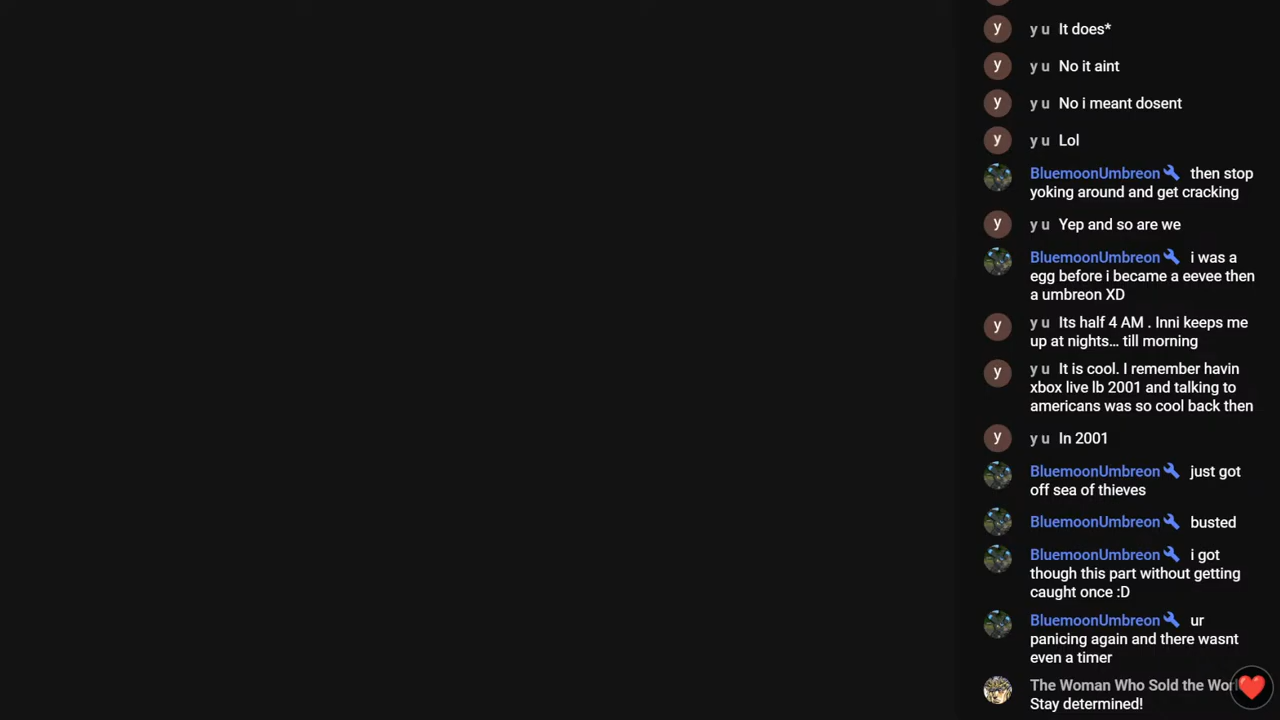 y
y u It does*
y
y u No it aint
y
y u No i meant dosent
y
y u Lol
BluemoonUmbreon then stop
yoking around and get cracking
y
y u Yep and so are we
BluemoonUmbreon i was a
egg before i became a eevee then
a umbreon XD
y
y u Its half 4 AM . Inni keeps me
up at nights... till morning
y
y u It is cool. I remember havin
xbox live lb 2001 and talking to
americans was so cool back then
y
y u In 2001
BluemoonUmbreon just got
off sea of thieves
BluemoonUmbreon busted
BluemoonUmbreon i got
though this part without getting
caught once :D
BluemoonUmbreon ur
panicing again and there wasnt
even a timer
The Woman Who Sold the
Stay determined!